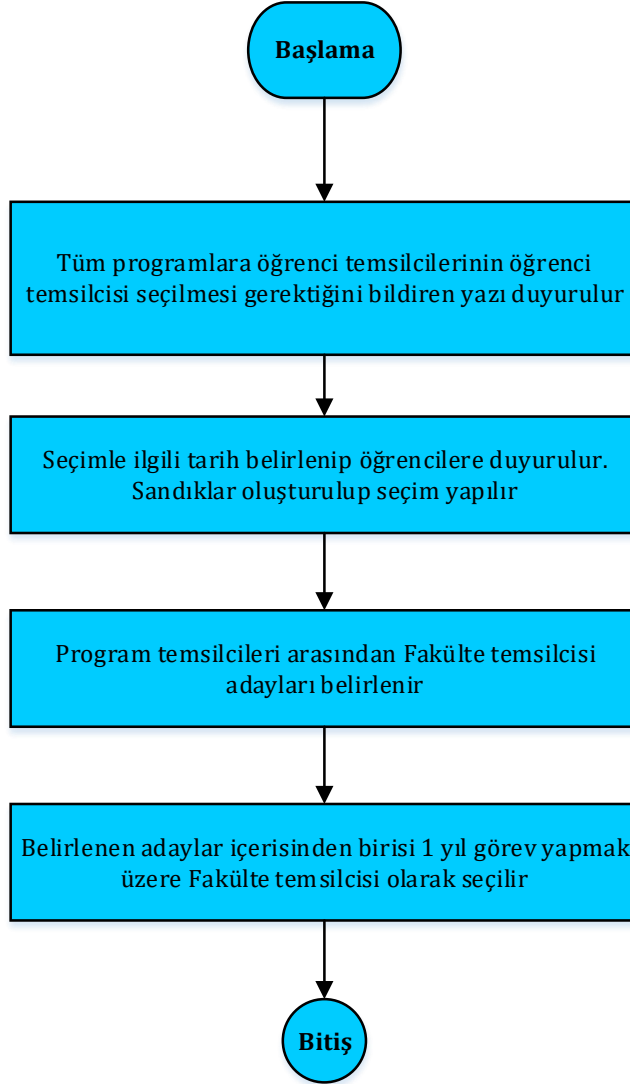 Başlama
Tüm programlara öğrenci temsilcilerinin öğrenci
temsilcisi seçilmesi gerektiğini bildiren yazı duyurulur
Seçimle ilgili tarih belirlenip öğrencilere duyurulur.
Sandıklar oluşturulup seçim yapılır
Program temsilcileri arasından Fakülte temsilcisi
adayları belirlenir
Belirlenen adaylar içerisinden birisi 1 yıl görev yapmak
üzere Fakülte temsilcisi olarak seçilir
Bitiş